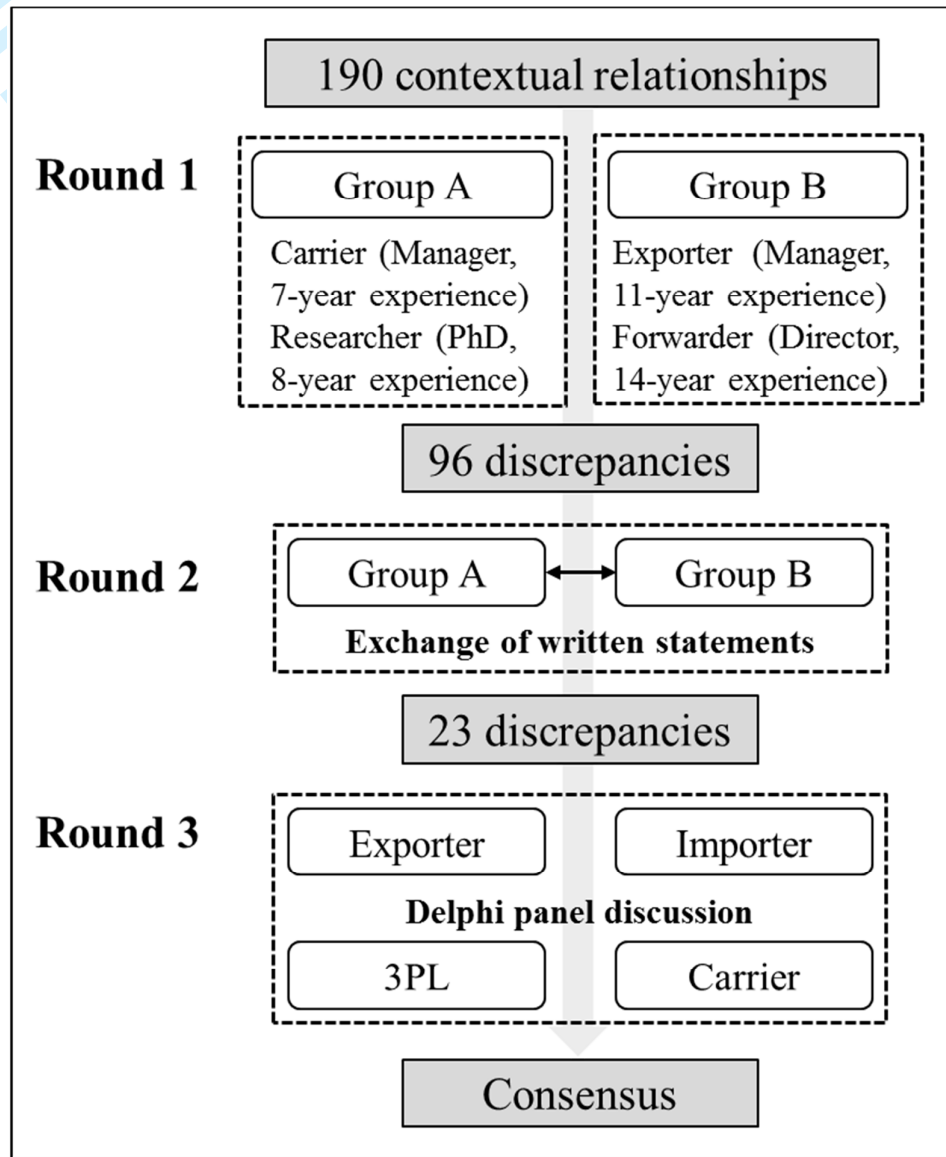 190 contextual relationships
Round 1
Group A
Carrier (Manager,
7-year experience)
Researcher (PhD,
8-year experience)
Group B
Exporter (Manager,
11-year experience)
Forwarder (Director,
14-year experience)
96 discrepancies
Round 2
Group A
Group B
Exchange of written statements
23 discrepancies
Round 3
Exporter
Importer
Delphi panel discussion
3PL
Carrier
Consensus